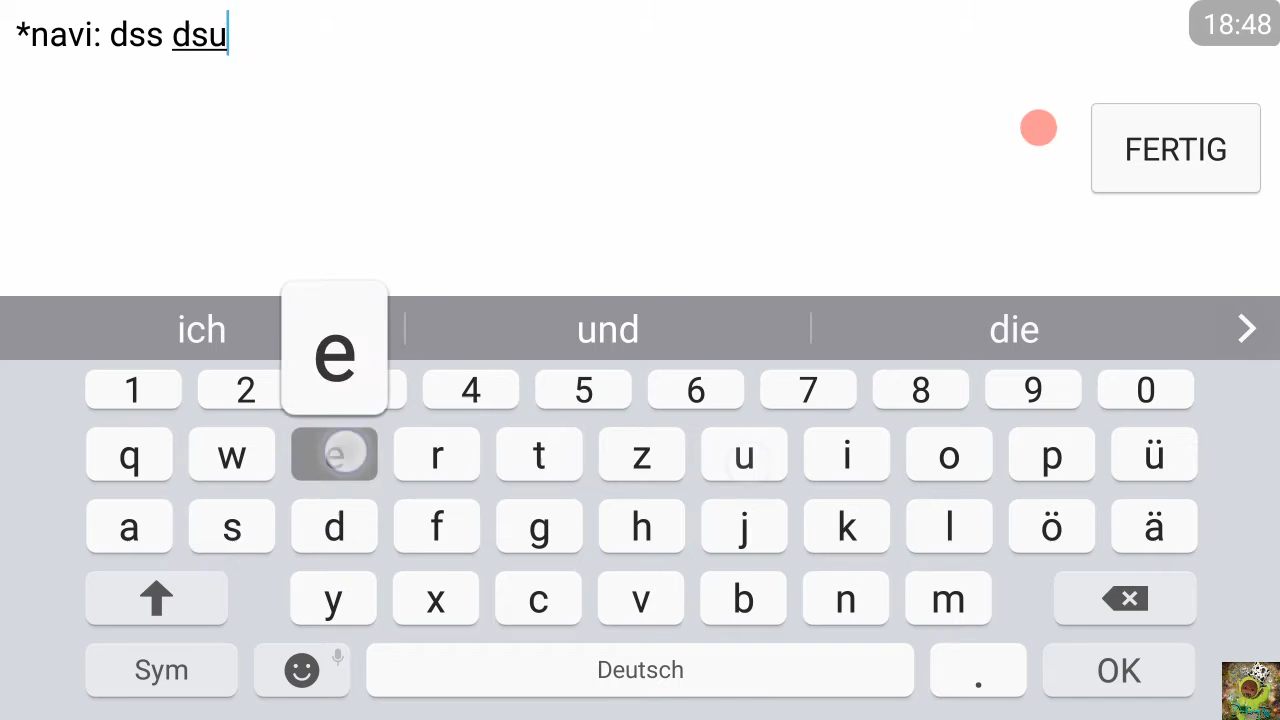 *navi: dss dsu
18:48
FERTIG
ich und die
e
1 2 4 5 6 7 8 9 0
q w e r t z u i o p ü
a s d f g h j k l ö ä
y x c v b n m
Sym Deutsch . OK